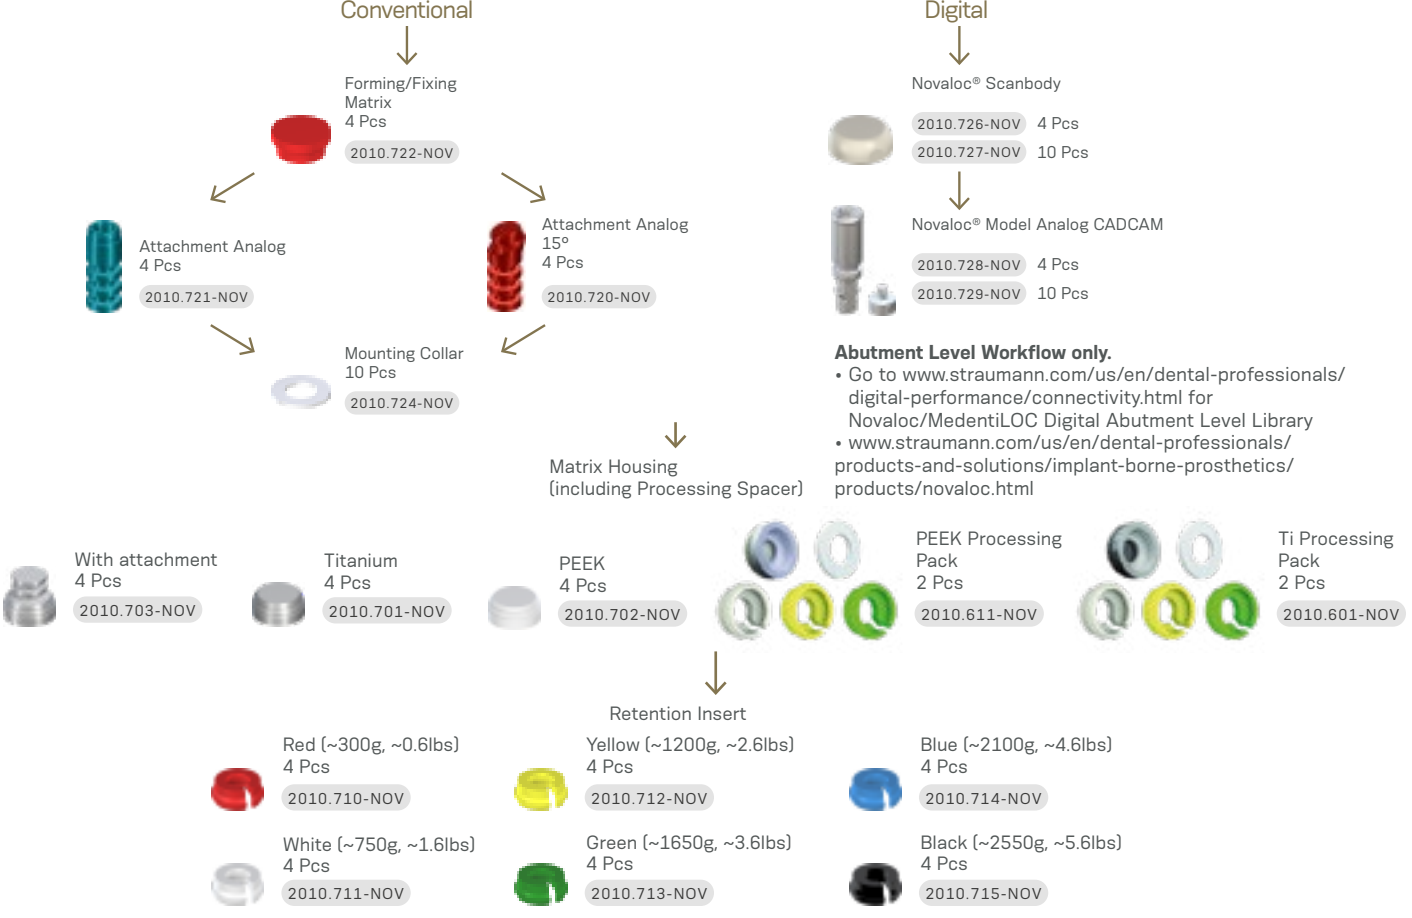 Conventional
Forming/Fixing
Matrix
4 Pcs
2010.722-NOV
Attachment Analog
4 Pcs
2010.721-NOV
Attachment Analog
15°
4 Pcs
2010.720-NOV
Mounting Collar
10 Pcs
2010.724-NOV
Digital
Novaloc® Scanbody
2010.726-NOV 4 Pcs
2010.727-NOV 10 Pcs
Novaloc® Model Analog CADCAM
2010.728-NOV 4 Pcs
2010.729-NOV 10 Pcs
Abutment Level Workflow only.
• Go to www.straumann.com/us/en/dental-professionals/
digital-performance/connectivity.html for
Novaloc/MedentiLOC Digital Abutment Level Library
• www.straumann.com/us/en/dental-professionals/
products-and-solutions/implant-borne-prosthetics/
products/novaloc.html
Matrix Housing
(including Processing Spacer)
With attachment
4 Pcs
2010.703-NOV
Titanium
4 Pcs
2010.701-NOV
PEEK
4 Pcs
2010.702-NOV
PEEK Processing
Pack
2 Pcs
2010.611-NOV
Ti Processing
Pack
2 Pcs
2010.601-NOV
Retention Insert
Red (~300g, ~0.6lbs)
4 Pcs
2010.710-NOV
Yellow (~1200g, ~2.6lbs)
4 Pcs
2010.712-NOV
Blue (~2100g, ~4.6lbs)
4 Pcs
2010.714-NOV
White (~750g, ~1.6lbs)
4 Pcs
2010.711-NOV
Green (~1650g, ~3.6lbs)
4 Pcs
2010.713-NOV
Black (~2550g, ~5.6lbs)
4 Pcs
2010.715-NOV